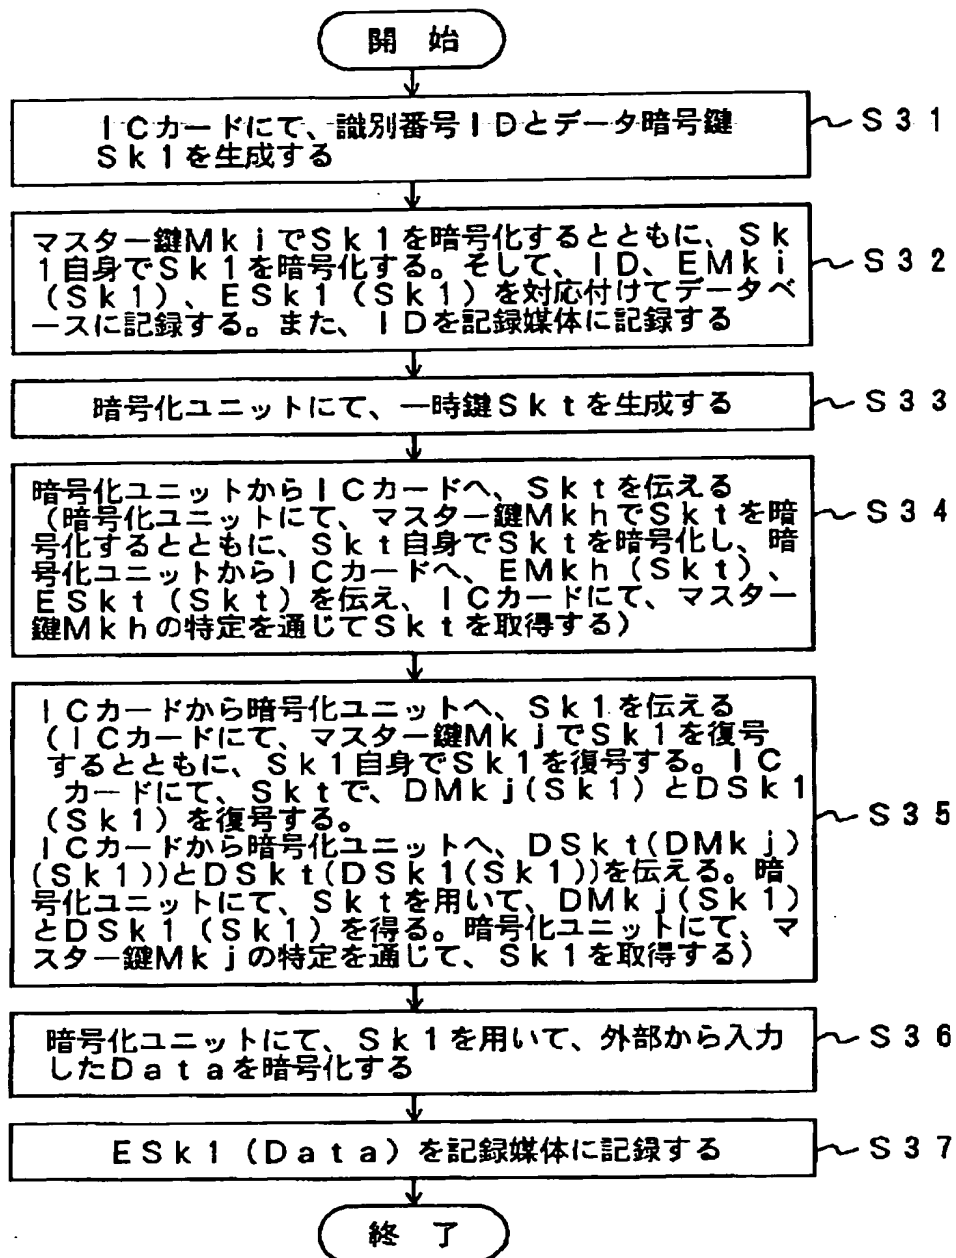 開　始
ＩＣカードにて、識別番号ＩＤとデータ暗号鍵
Ｓｋ１を生成する
Ｓ３１
マスター鍵ＭｋｉでＳｋ１を暗号化するとともに、Ｓｋ
１自身でＳｋ１を暗号化する。そして、ＩＤ、ＥＭｋｉ
（Ｓｋ１）、ＥＳｋ１（Ｓｋ１）を対応付けてデータベ
ースに記録する。また、ＩＤを記録媒体に記録する
Ｓ３２
暗号化ユニットにて、一時鍵Ｓｋｔを生成する
Ｓ３３
暗号化ユニットからＩＣカードへ、Ｓｋｔを伝える
（暗号化ユニットにて、マスター鍵ＭｋｈでＳｋｔを暗
号化するとともに、Ｓｋｔ自身でＳｋｔを暗号化し、暗
号化ユニットからＩＣカードへ、ＥＭｋｈ（Ｓｋｔ）、
ＥＳｋｔ（Ｓｋｔ）を伝え、ＩＣカードにて、マスター
鍵Ｍｋｈの特定を通じてＳｋｔを取得する）
Ｓ３４
ＩＣカードから暗号化ユニットへ、Ｓｋ１を伝える
（ＩＣカードにて、マスター鍵ＭｋｊでＳｋ１を復号
するとともに、Ｓｋ１自身でＳｋ１を復号する。ＩＣ
カードにて、Ｓｋｔで、ＤＭｋｊ(Ｓｋ１)とＤＳｋ１
（Ｓｋ１）を復号する。
ＩＣカードから暗号化ユニットへ、ＤＳｋｔ(ＤＭｋｊ)
(Ｓｋ１))とＤＳｋｔ(ＤＳｋ１(Ｓｋ１))を伝える。暗
号化ユニットにて、Ｓｋｔを用いて、ＤＭｋｊ(Ｓｋ１)
とＤＳｋ１（Ｓｋ１）を得る。暗号化ユニットにて、マ
スター鍵Ｍｋｊの特定を通じて、Ｓｋ１を取得する）
Ｓ３５
暗号化ユニットにて、Ｓｋ１を用いて、外部から入力
したＤａｔａを暗号化する
Ｓ３６
ＥＳｋ１（Ｄａｔａ）を記録媒体に記録する
Ｓ３７
終　了